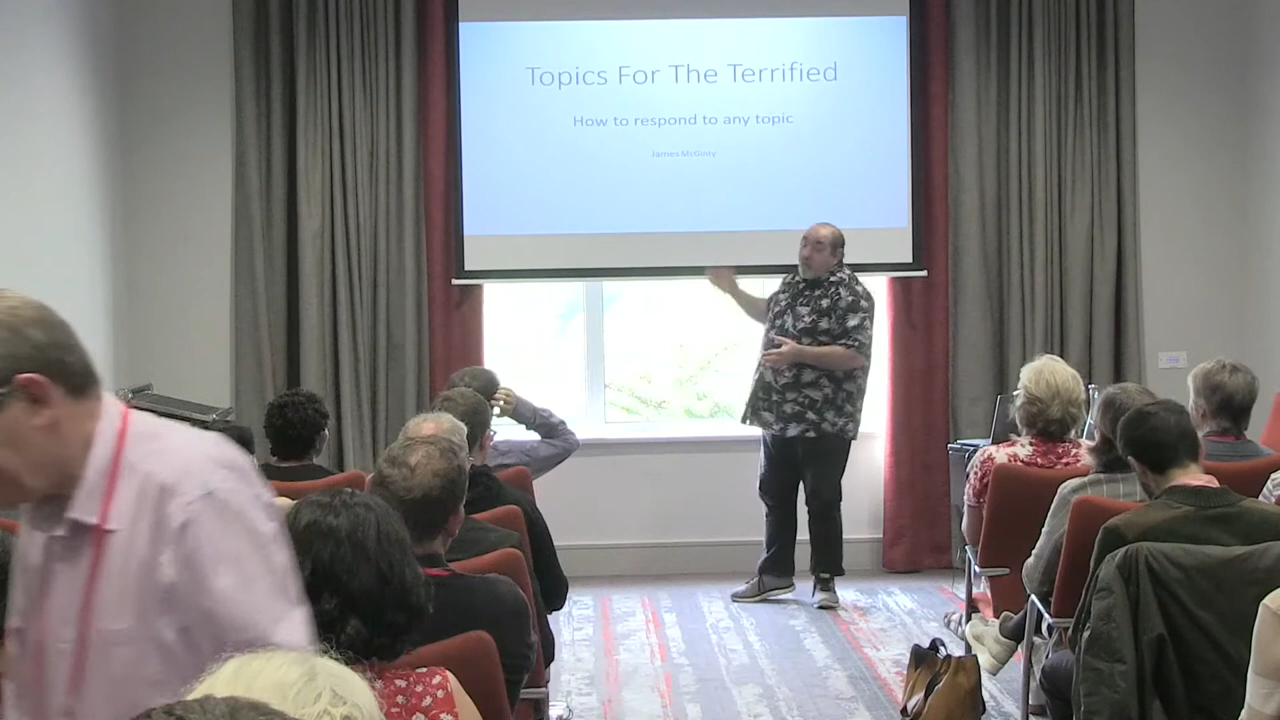 Topics For The Terrified
How to respond to any topic
James McGinty